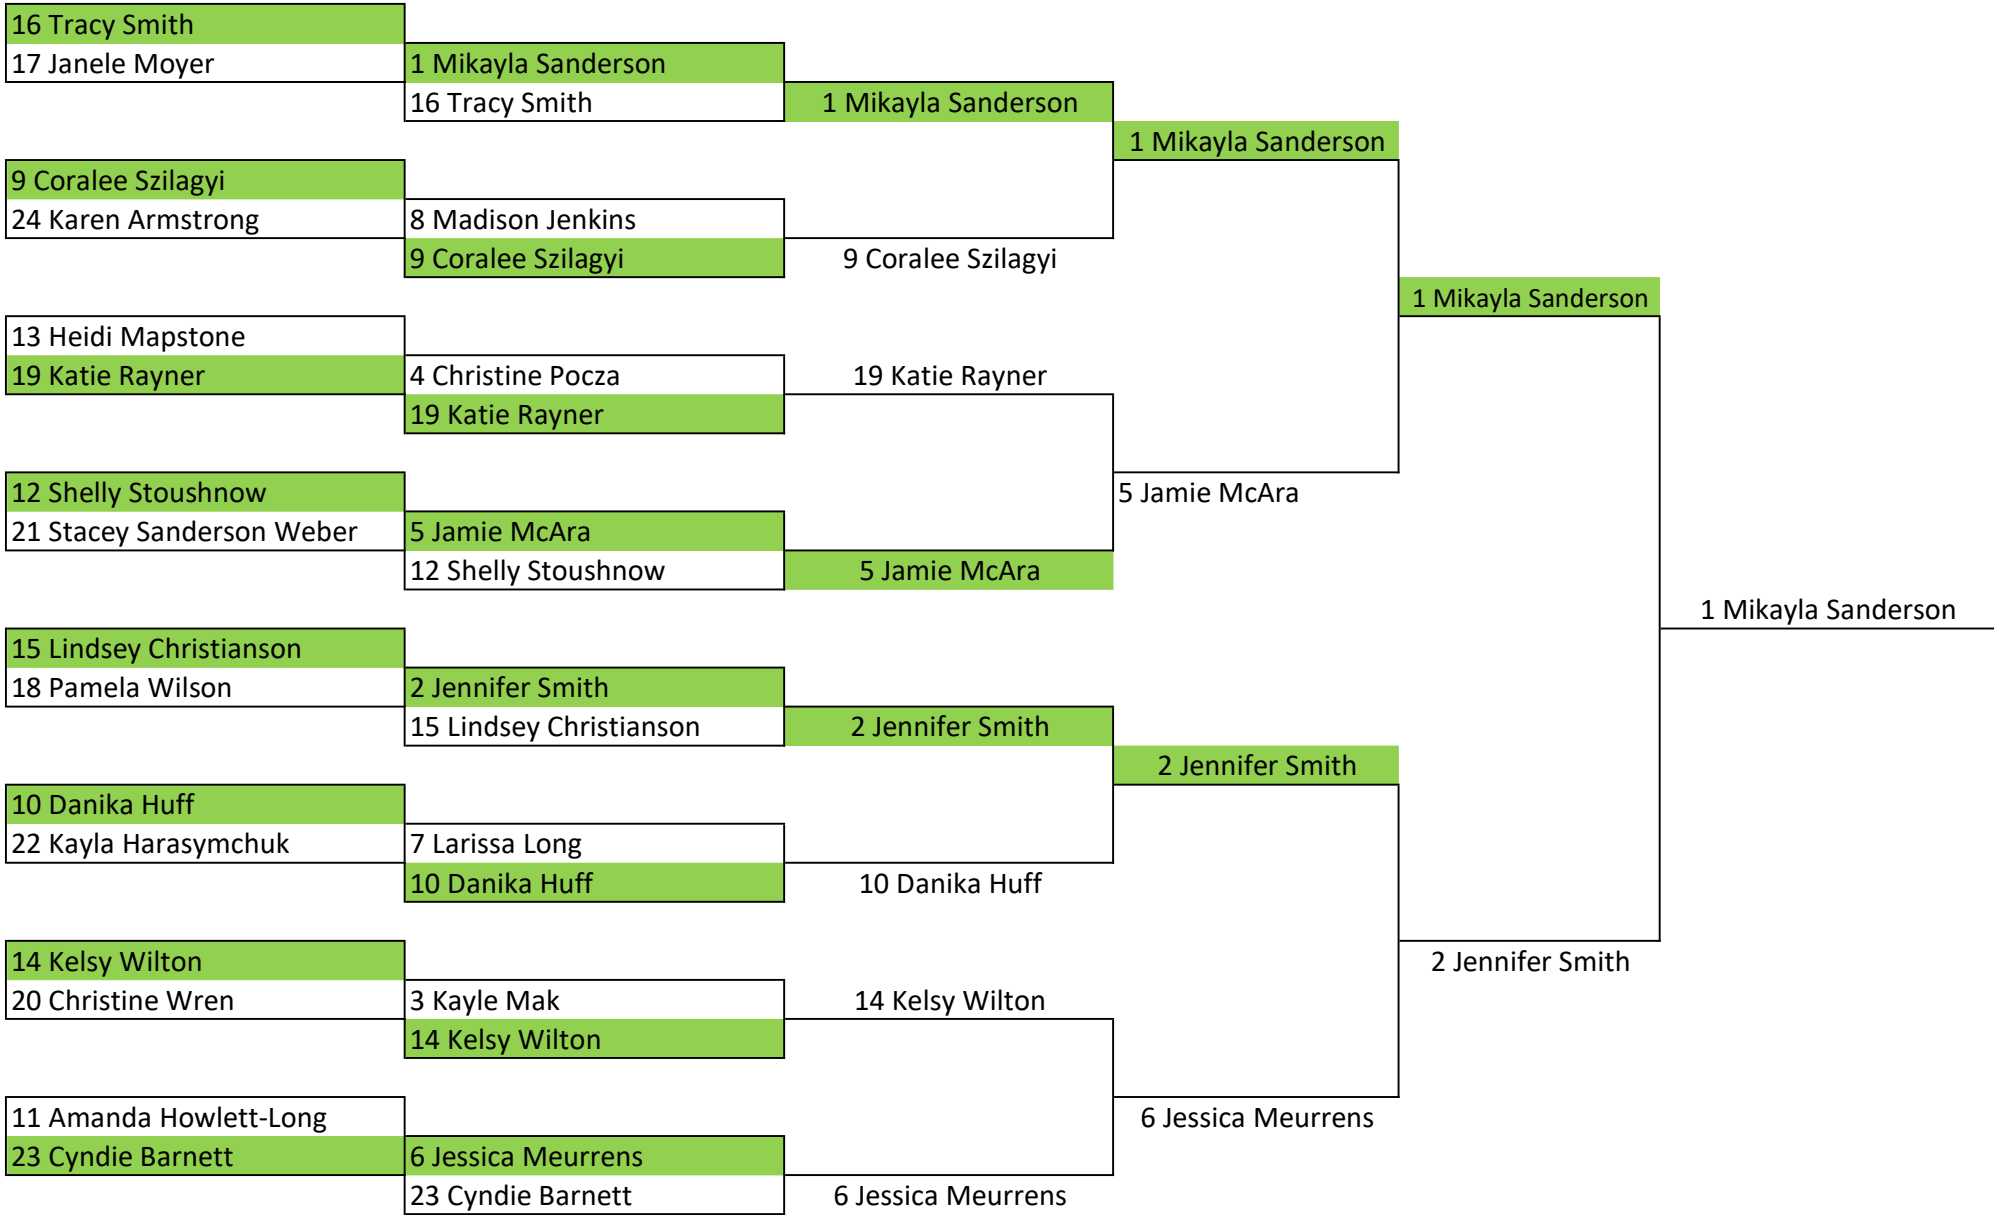 16 Tracy Smith
17 Janele Moyer
1 Mikayla Sanderson
16 Tracy Smith
1 Mikayla Sanderson
1 Mikayla Sanderson
9 Coralee Szilagyi
24 Karen Armstrong
8 Madison Jenkins
9 Coralee Szilagyi
9 Coralee Szilagyi
1 Mikayla Sanderson
13 Heidi Mapstone
19 Katie Rayner
4 Christine Pocza
19 Katie Rayner
19 Katie Rayner
12 Shelly Stoushnow
21 Stacey Sanderson Weber
5 Jamie McAra
12 Shelly Stoushnow
5 Jamie McAra
5 Jamie McAra
1 Mikayla Sanderson
15 Lindsey Christianson
18 Pamela Wilson
2 Jennifer Smith
15 Lindsey Christianson
2 Jennifer Smith
2 Jennifer Smith
10 Danika Huff
22 Kayla Harasymchuk
7 Larissa Long
10 Danika Huff
10 Danika Huff
2 Jennifer Smith
14 Kelsy Wilton
20 Christine Wren
3 Kayle Mak
14 Kelsy Wilton
14 Kelsy Wilton
11 Amanda Howlett-Long
23 Cyndie Barnett
6 Jessica Meurrens
23 Cyndie Barnett
6 Jessica Meurrens
6 Jessica Meurrens